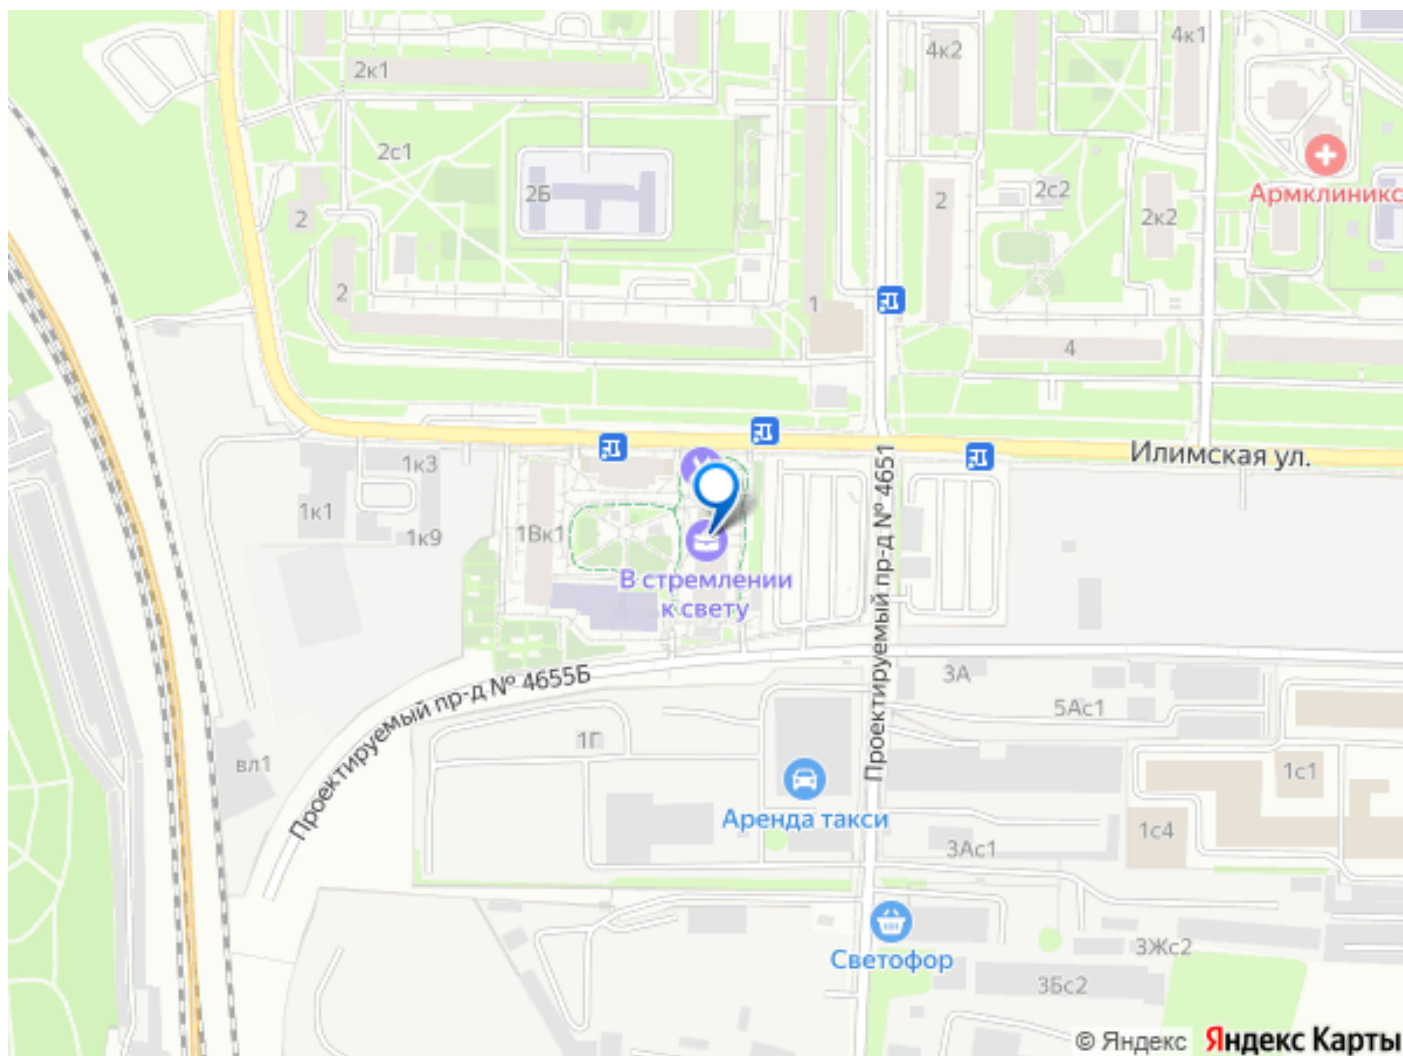 2к1
4к2
4к1
2с1
2Б
2
2с2
2к2
Армклиникс
2
2
1
4
Илимская ул.
1к3
1к1
1к9
1Вк1
В стремлении
к свету
Проектируемый пр-д № 4651
Проектируемый пр-д № 4655Б
3А
5Ас1
1Г
вл1
1с1
Аренда такси
1с4
3Ас1
Светофор
3Жс2
3Бс2
© Яндекс Яндекс Карты